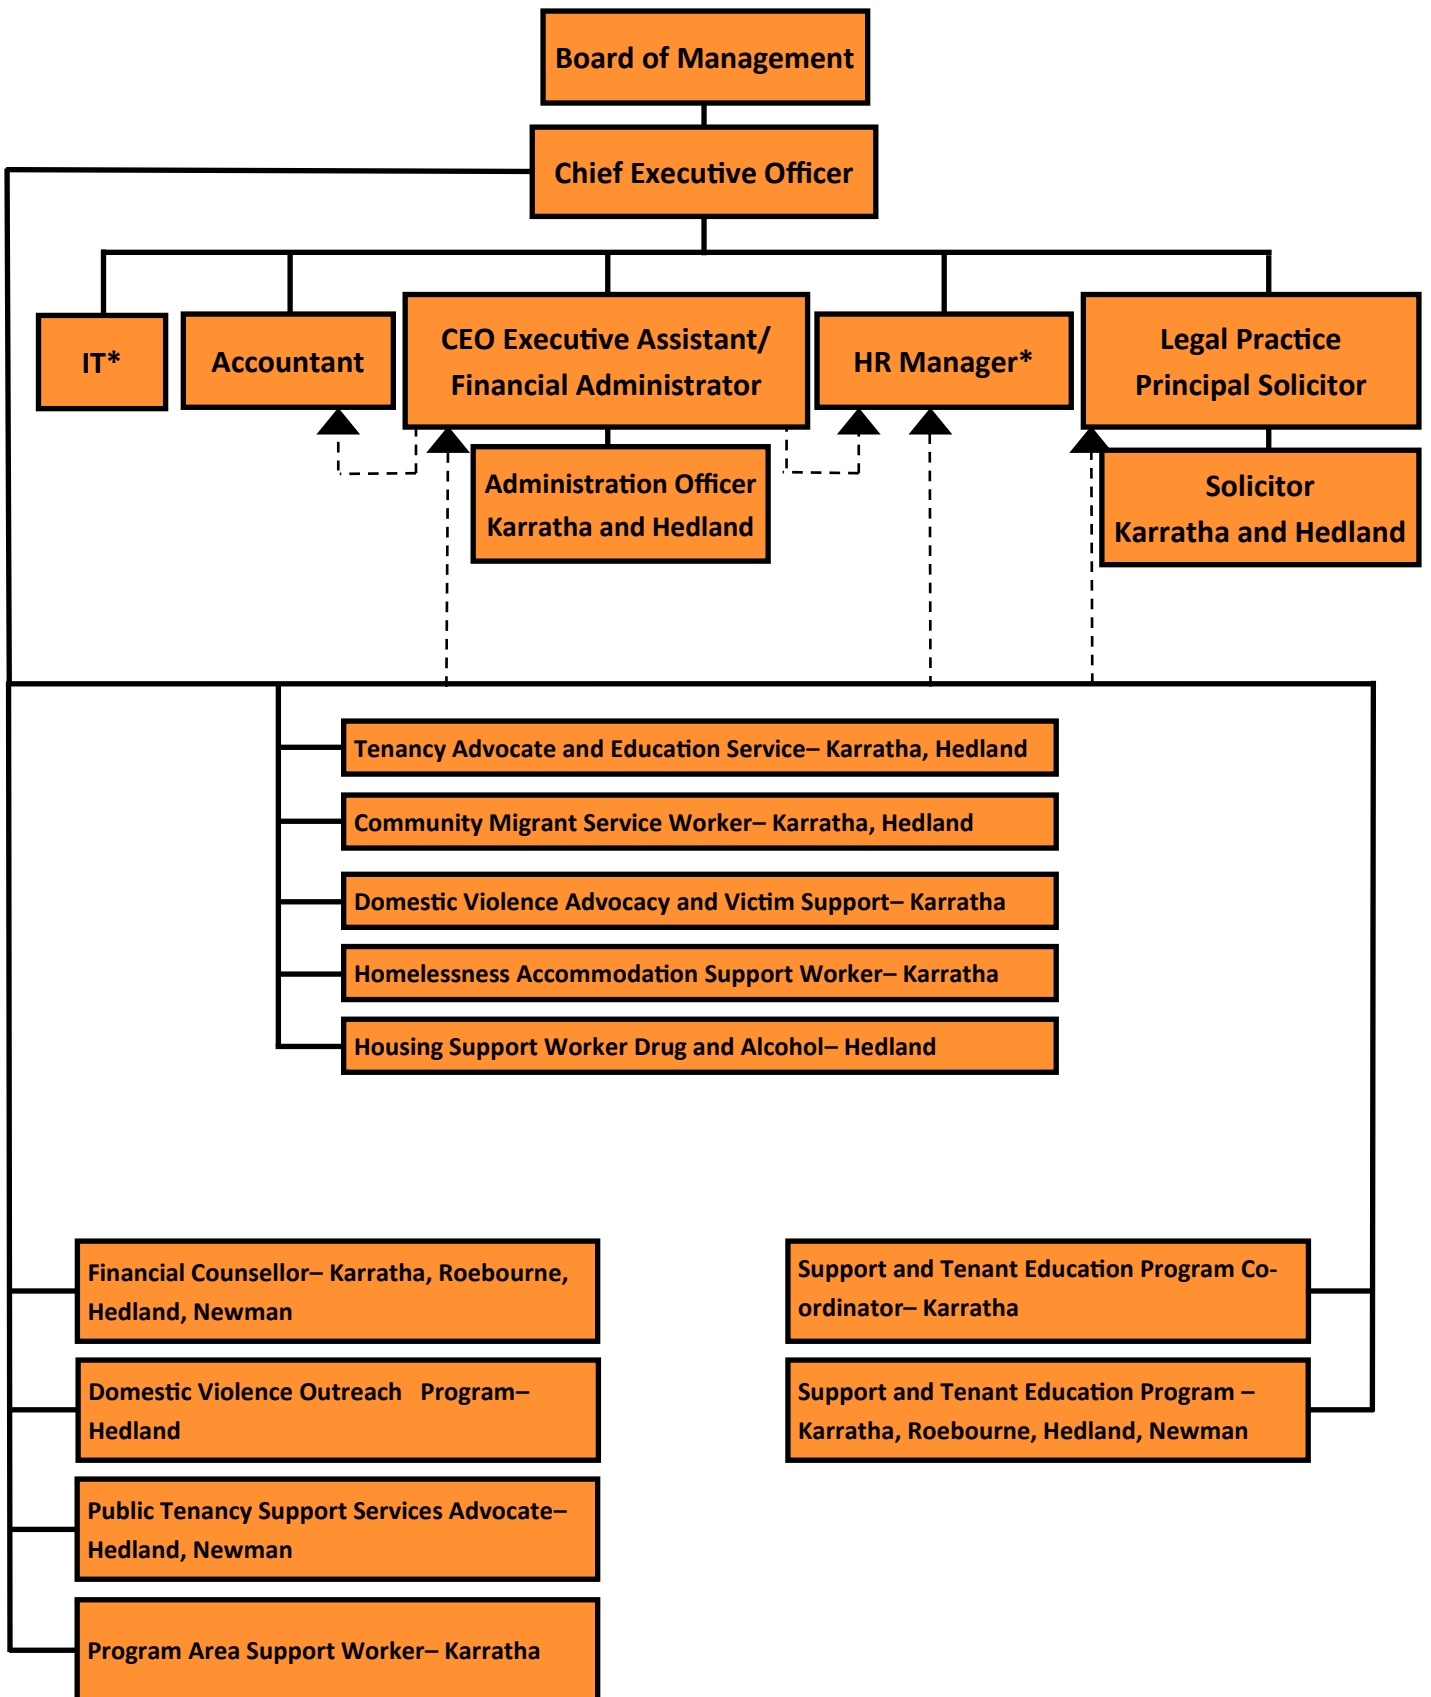 Board of Management
Chief Executive Officer
IT*
Accountant
CEO Executive Assistant/
Financial Administrator
HR Manager*
Legal Practice
Principal Solicitor
Administration Officer
Karratha and Hedland
Solicitor
Karratha and Hedland
Tenancy Advocate and Education Service– Karratha, Hedland
Community Migrant Service Worker– Karratha, Hedland
Domestic Violence Advocacy and Victim Support– Karratha
Homelessness Accommodation Support Worker– Karratha
Housing Support Worker Drug and Alcohol– Hedland
Financial Counsellor– Karratha, Roebourne,
Hedland, Newman
Domestic Violence Outreach   Program–
Hedland
Public Tenancy Support Services Advocate–
Hedland, Newman
Program Area Support Worker– Karratha
Support and Tenant Education Program Co-
ordinator– Karratha
Support and Tenant Education Program –
Karratha, Roebourne, Hedland, Newman